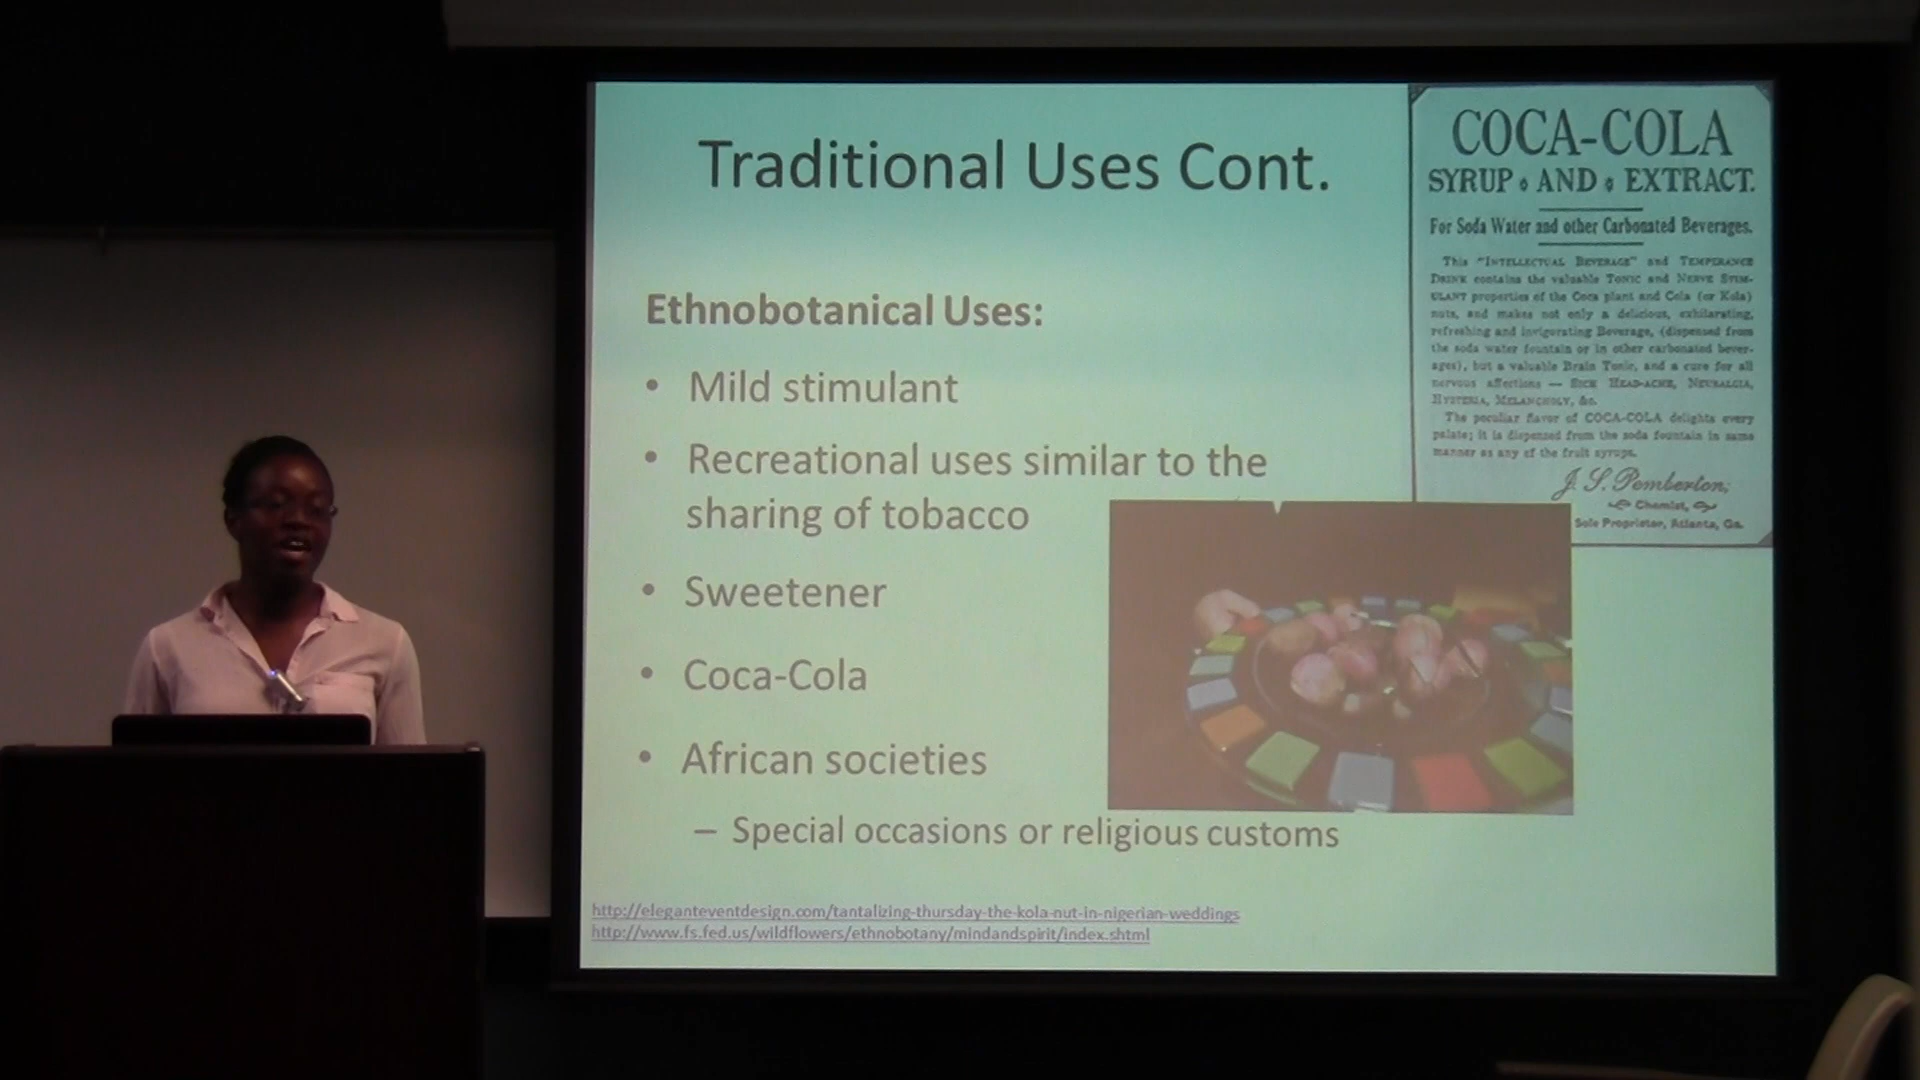 Traditional Uses Cont.
Ethnobotanical Uses:
• Mild stimulant
• Recreational uses similar to the
sharing of tobacco
• Sweetener
• Coca-Cola
• African societies
– Special occasions or religious customs
http://eleganteventdesign.com/tantalizing-thursday-the-kola-nut-in-nigerian-weddings
http://www.fs.fed.us/wildflowers/ethnobotany/mindandspirit/index.shtml
COCA-COLA
SYRUP AND EXTRACT.
For Soda Water and other Carbonated Beverages.
This "INTELLECTUAL BEVERAGE" and TEMPERANCE
DRINK contains the valuable TONIC and NERVE STIM-
ULANT properties of the Coca plant and Cola (or Kola)
nuts, and makes not only a delicious, exhilarating,
refreshing and invigorating Beverage, (dispensed from
the soda water fountain or in other carbonated bever-
ages), but a valuable Brain Tonic, and a cure for all
nervous affections — SICK HEAD-ACHE, NEURALGIA,
HYSTERIA, MELANCHOLY, &c.
The peculiar flavor of COCA-COLA delights every
palate; it is dispensed from the soda fountain in same
manner as any of the fruit syrups.
J. S. Pemberton,
Chemist,
Sole Proprietor, Atlanta, Ga.